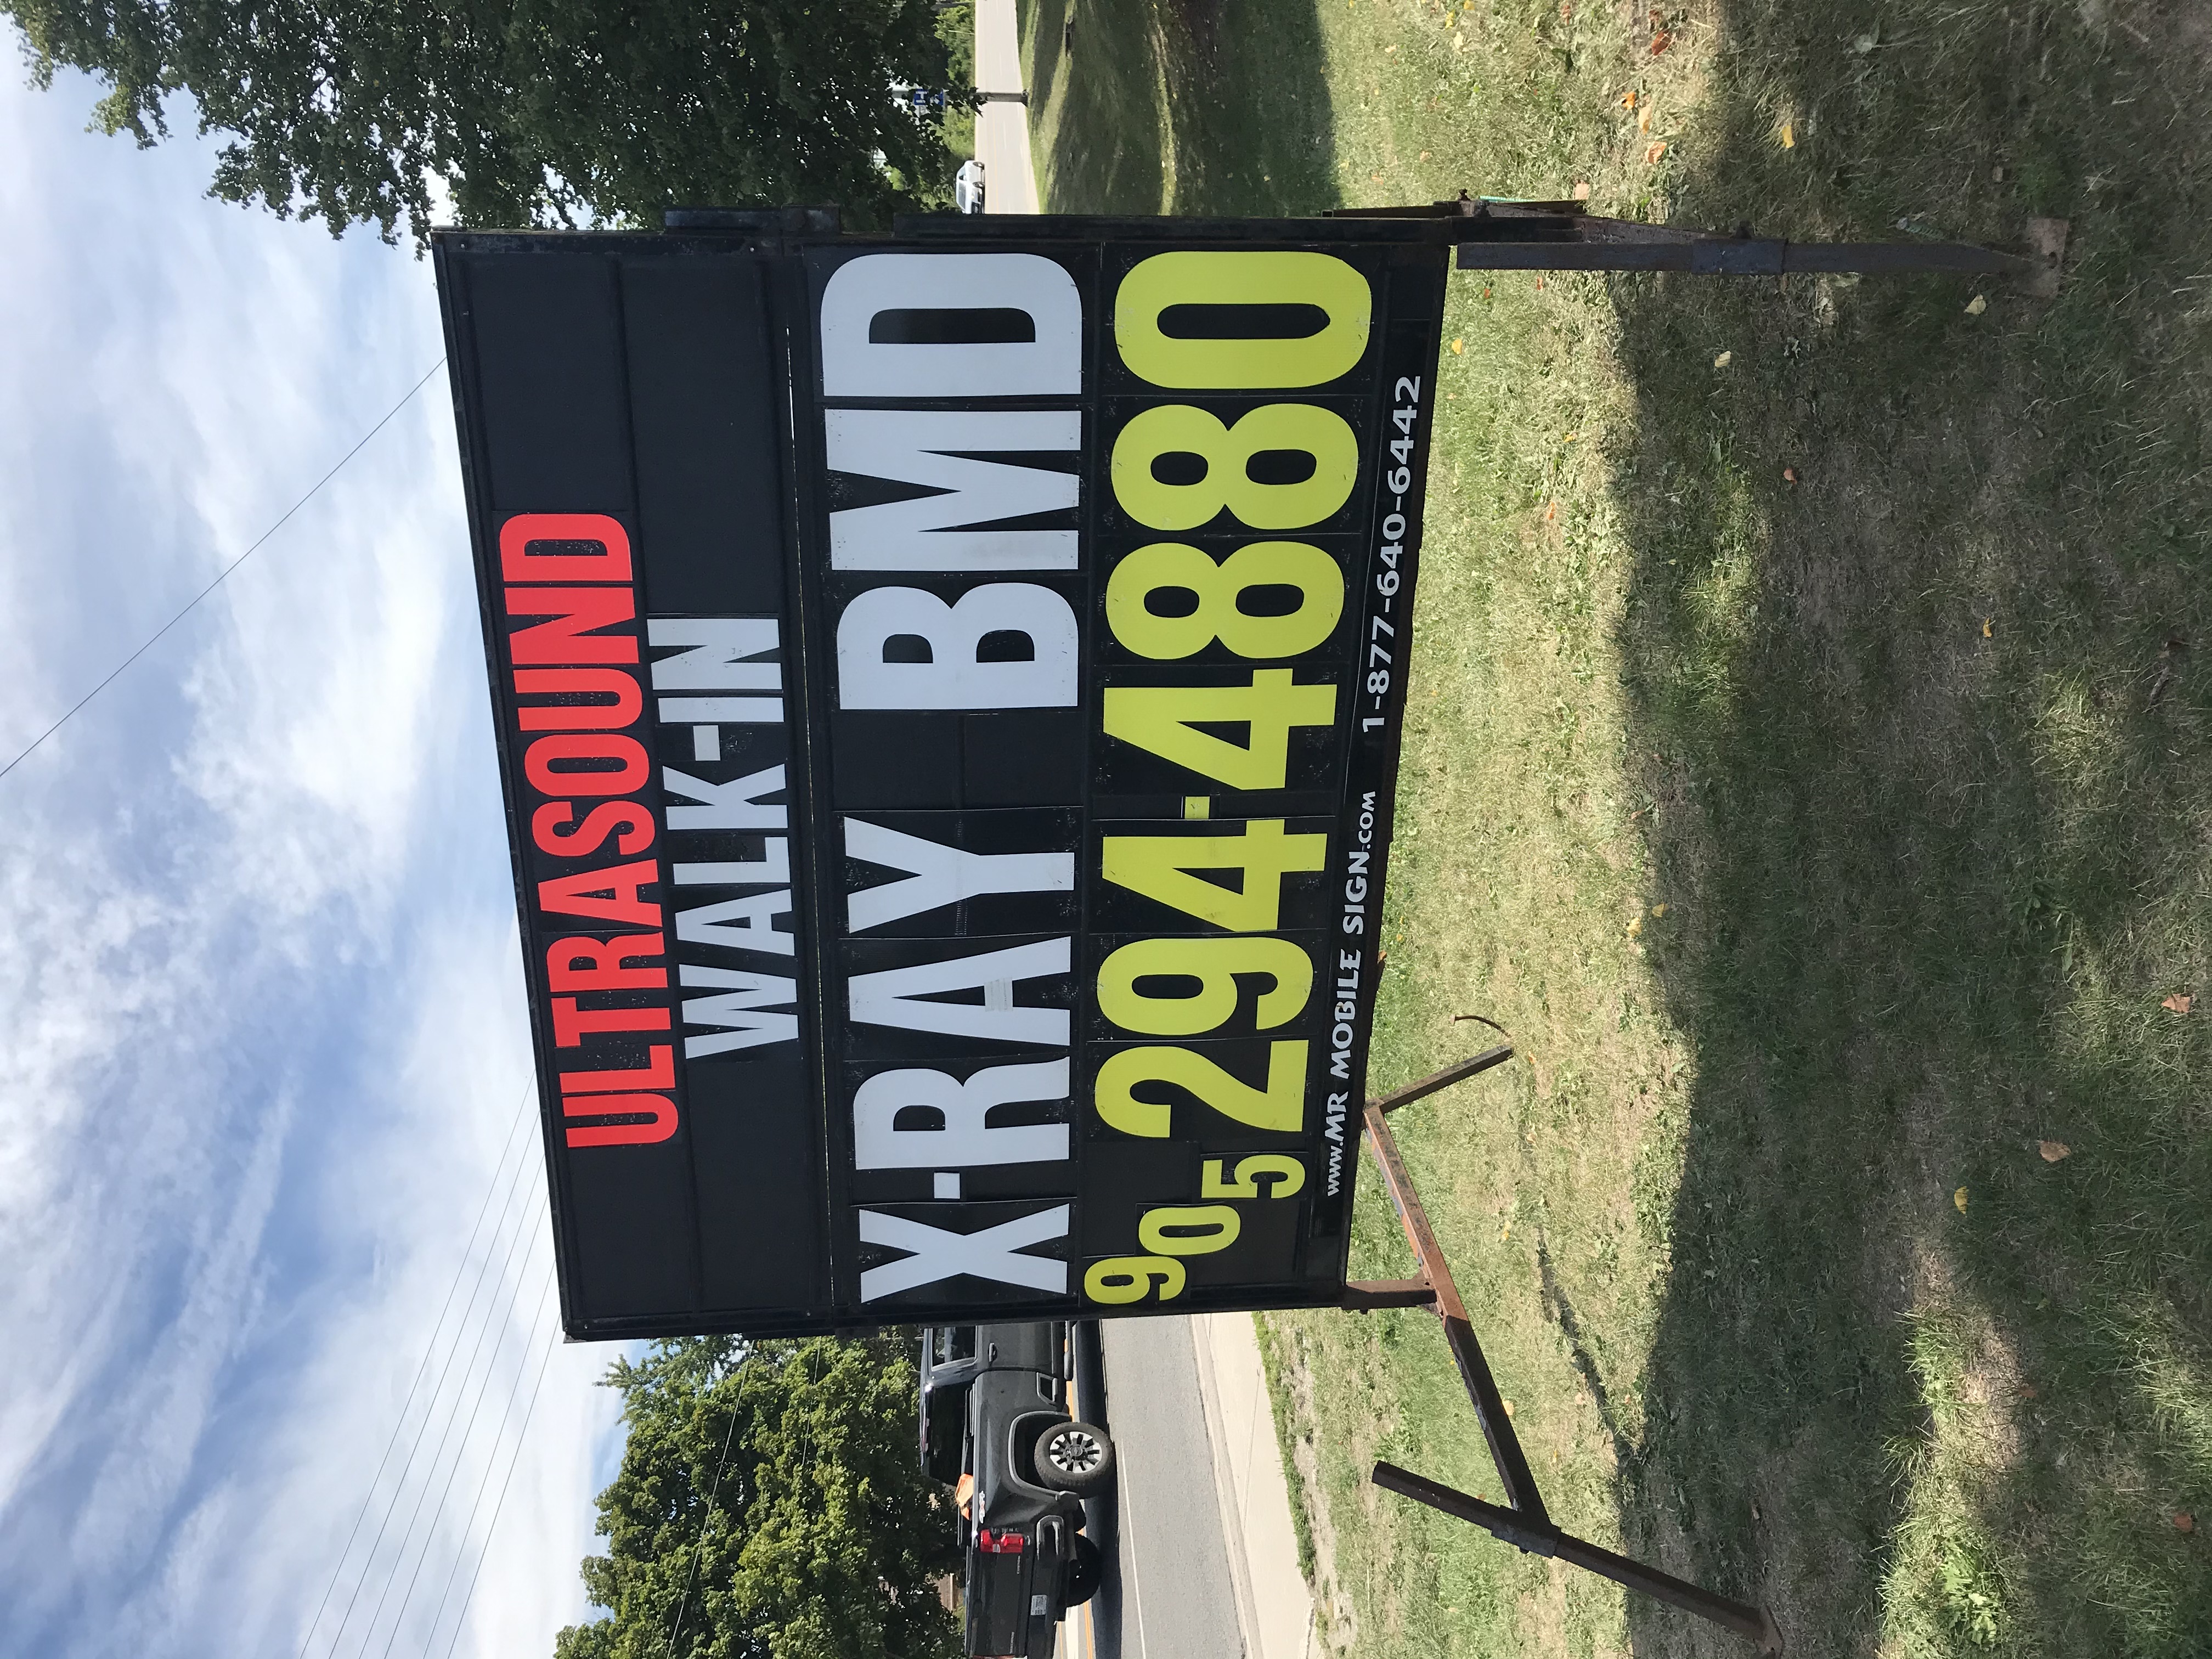 ULTRASOUND
WALK-IN
X-RAY BMD
905 294-4880
www.MR MOBILE SIGN.com 1-877-640-6442